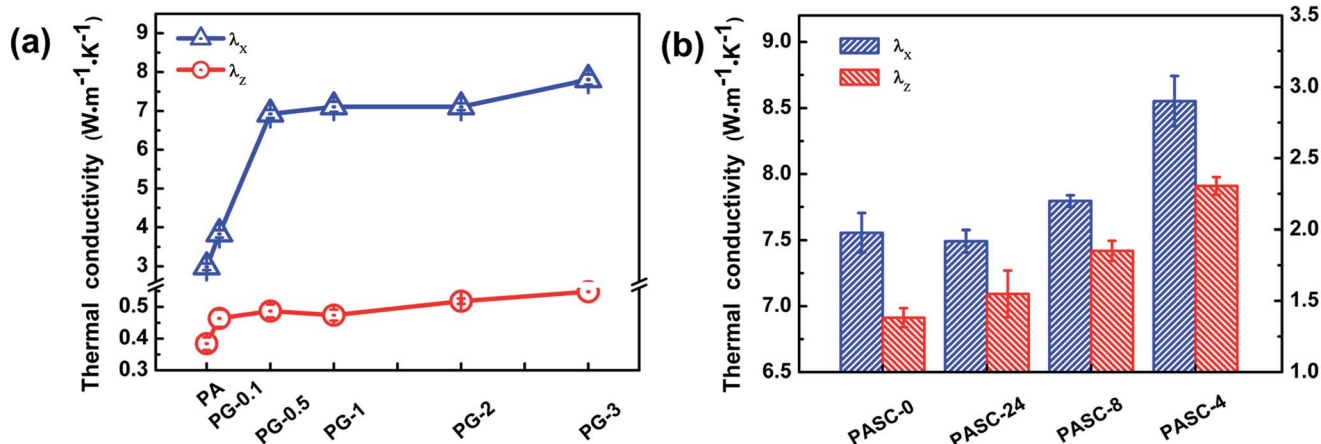 (a)
Thermal conductivity (W·m⁻¹·K⁻¹)
9
8
7
6
5
4
3
0.5
0.4
0.3
λx
λz
PA
PG-0.1
PG-0.5
PG-1
PG-2
PG-3
(b)
Thermal conductivity (W·m⁻¹·K⁻¹)
9.0
8.5
8.0
7.5
7.0
6.5
λx
λz
3.5
3.0
2.5
2.0
1.5
1.0
PASC-0
PASC-24
PASC-8
PASC-4